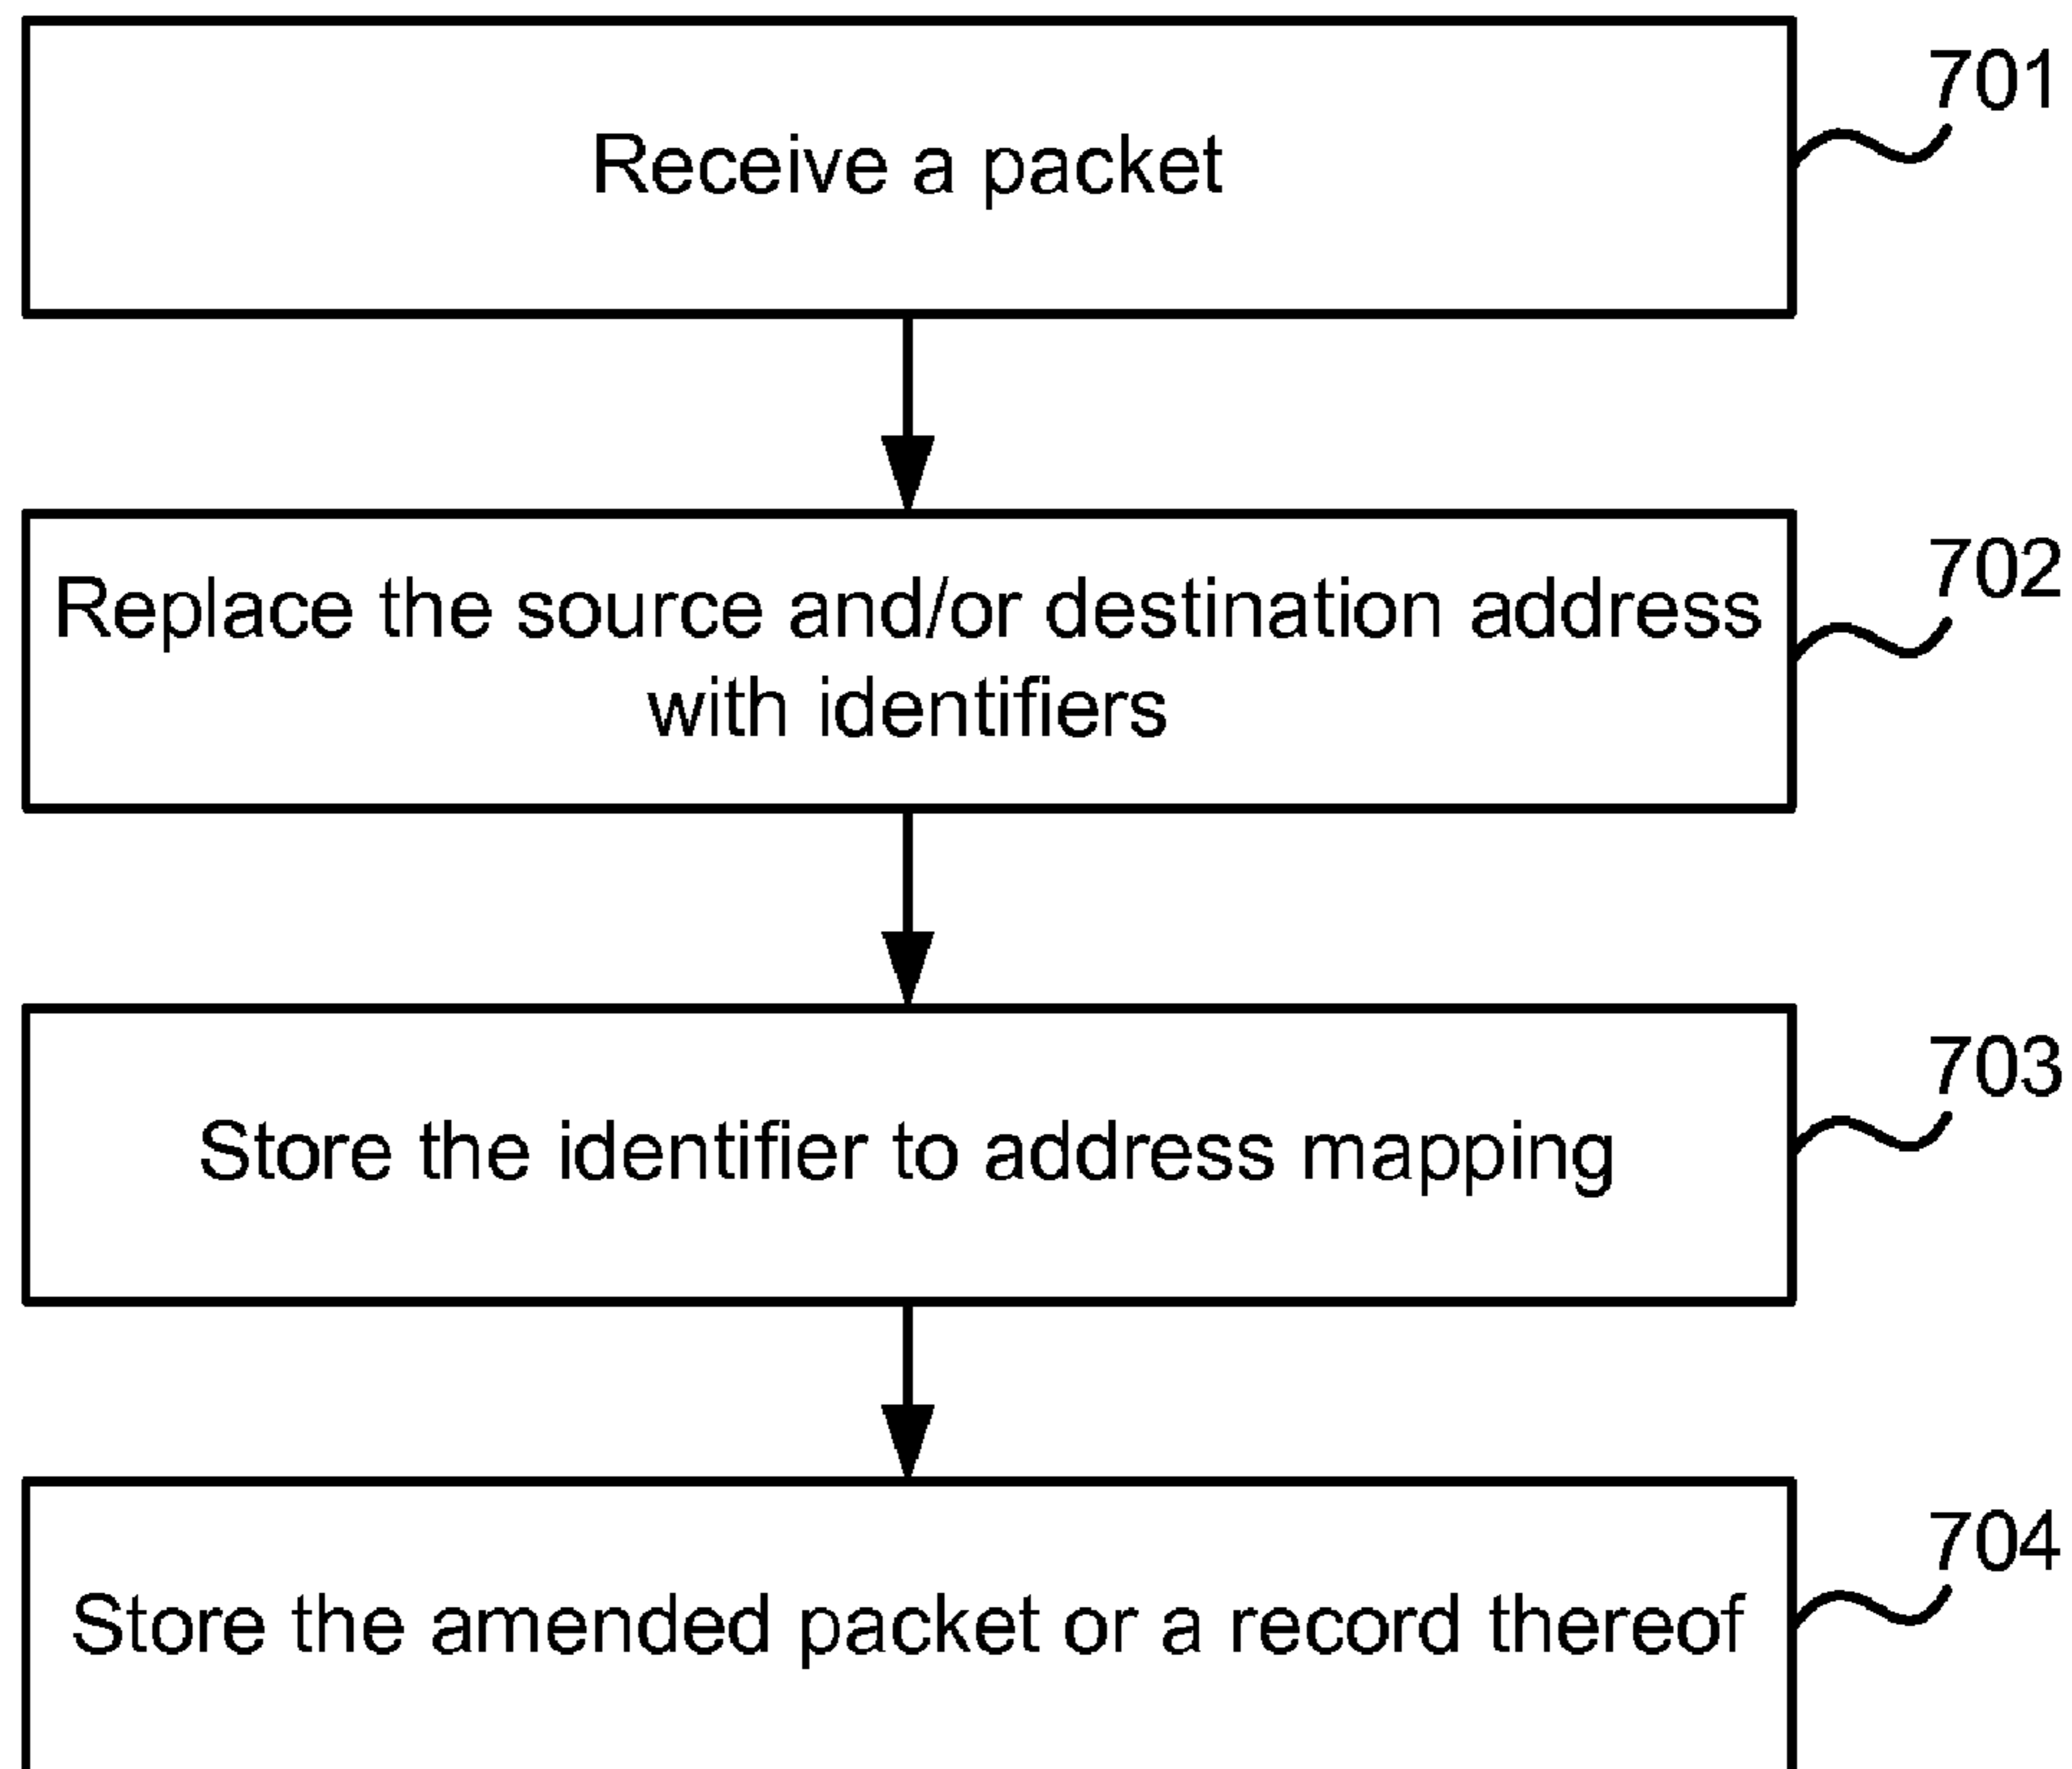 701
Receive a packet
702
Replace the source and/or destination address
with identifiers
703
Store the identifier to address mapping
704
Store the amended packet or a record thereof